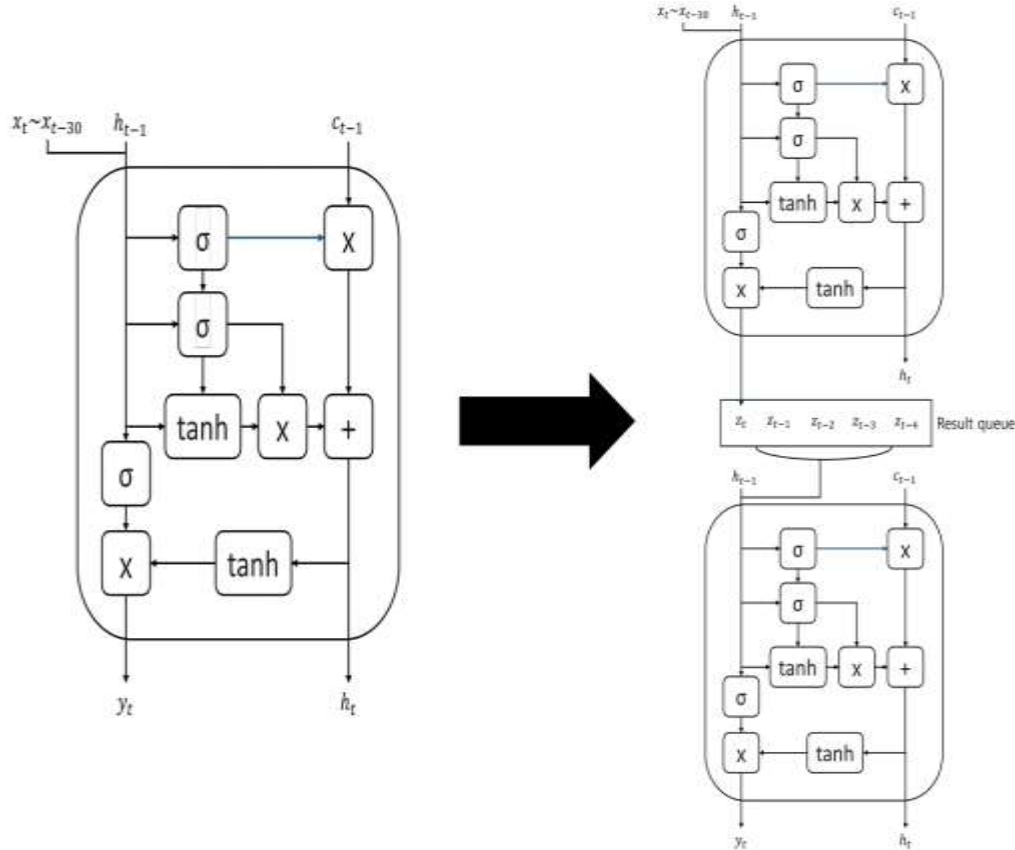 x_t~x_{t−30} h_{t−1} c_{t−1}
σ x
σ
tanh x +
σ
x tanh
y_t h_t
x_t~x_{t−30} h_{t−1} c_{t−1}
σ x
σ
tanh x +
σ
x tanh
h_t
z_t z_{t−1} z_{t−2} z_{t−3} z_{t−4} Result queue
h_{t−1} c_{t−1}
σ x
σ
tanh x +
σ
x tanh
y_t h_t